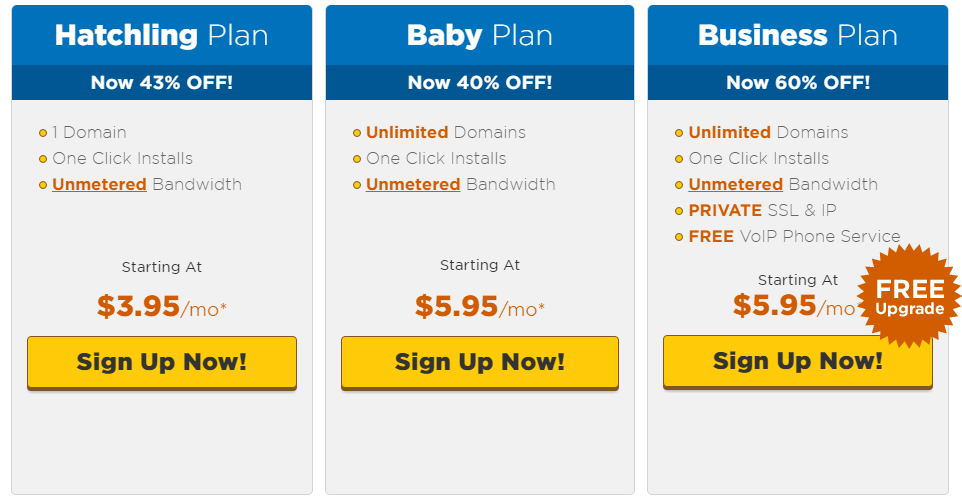 Hatchling Plan
Now 43% OFF!
1 Domain
One Click Installs
Unmetered Bandwidth
Starting At
$3.95/mo*
Sign Up Now!
Baby Plan
Now 40% OFF!
Unlimited Domains
One Click Installs
Unmetered Bandwidth
Starting At
$5.95/mo*
Sign Up Now!
Business Plan
Now 60% OFF!
Unlimited Domains
One Click Installs
Unmetered Bandwidth
PRIVATE SSL & IP
FREE VoIP Phone Service
Starting At
$5.95/mo
FREE
Upgrade
Sign Up Now!